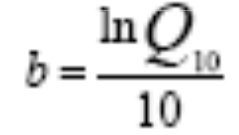 b = ln Q₁₀ / 10